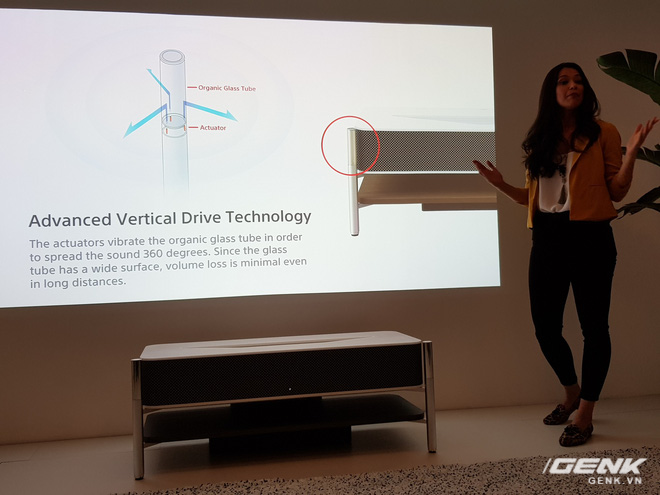 Organic Glass Tube
Actuator
Advanced Vertical Drive Technology
The actuators vibrate the organic glass tube in order
to spread the sound 360 degrees. Since the glass
tube has a wide surface, volume loss is minimal even
in long distances.
GENK
GENK.VN